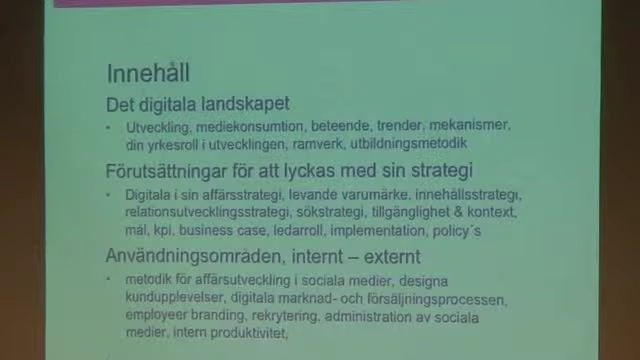 Innehåll
Det digitala landskapet
• Utveckling, mediekonsumtion, beteende, trender, mekanismer,
din yrkesroll i utvecklingen, ramverk, utbildningsmetodik
Förutsättningar för att lyckas med sin strategi
• Digitala i sin affärsstrategi, levande varumärke, innehållsstrategi,
relationsutvecklingsstrategi, sökstrategi, tillgänglighet & kontext,
mål, kpi, business case, ledarroll, implementation, policy´s
Användningsområden, internt – externt
• metodik för affärsutveckling i sociala medier, designa
kundupplevelser, digitala marknad- och försäljningsprocessen,
employeer branding, rekrytering, administration av sociala
medier, intern produktivitet,